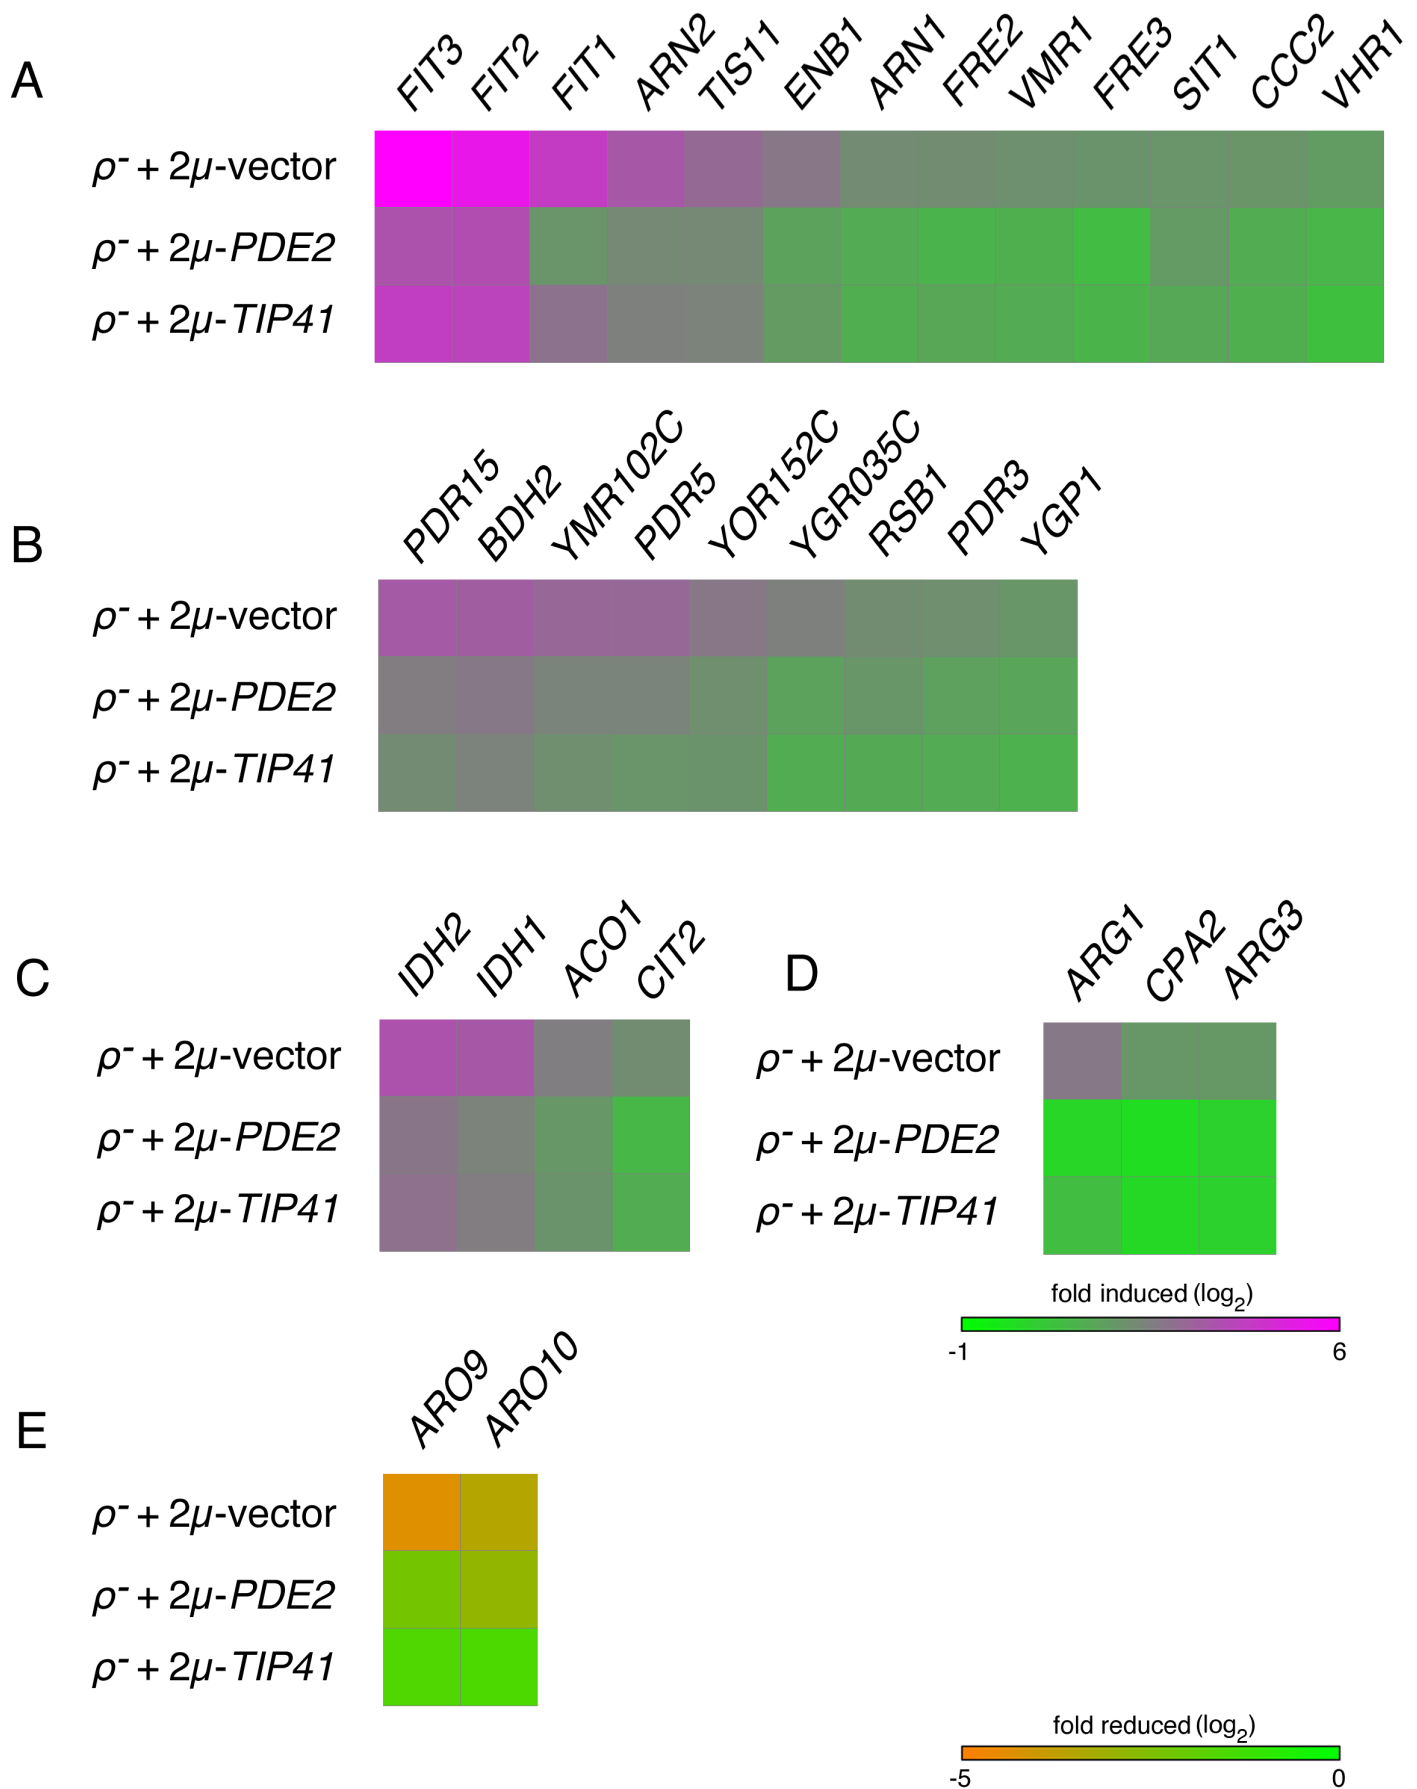 A
FIT3 FIT2 FIT1 ARN2 TIS11 ENB1 ARN1 FRE2 VMR1 FRE3 SIT1 CCC2 VHR1
ρ- + 2µ-vector
ρ- + 2µ-PDE2
ρ- + 2µ-TIP41
B
PDR15 BDH2 YMR102C PDR5 YOR152C YGR035C RSB1 PDR3 YGP1
ρ- + 2µ-vector
ρ- + 2µ-PDE2
ρ- + 2µ-TIP41
C
IDH2 IDH1 ACO1 CIT2
ρ- + 2µ-vector
ρ- + 2µ-PDE2
ρ- + 2µ-TIP41
D
ARG1 CPA2 ARG3
ρ- + 2µ-vector
ρ- + 2µ-PDE2
ρ- + 2µ-TIP41
fold induced (log2)
-1 6
E
ARO9 ARO10
ρ- + 2µ-vector
ρ- + 2µ-PDE2
ρ- + 2µ-TIP41
fold reduced (log2)
-5 0